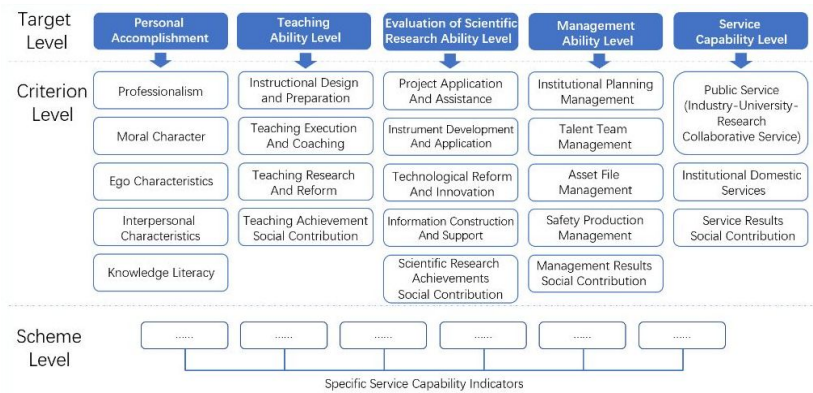 Target
Level
Personal
Accomplishment
Teaching
Ability Level
Evaluation of Scientific
Research Ability Level
Management
Ability Level
Service
Capability Level
Criterion
Level
Professionalism
Moral Character
Ego Characteristics
Interpersonal
Characteristics
Knowledge Literacy
Instructional Design
and Preparation
Teaching Execution
And Coaching
Teaching Research
And Reform
Teaching Achievement
Social Contribution
Project Application
And Assistance
Instrument Development
And Application
Technological Reform
And Innovation
Information Construction
And Support
Scientific Research
Achievements
Social Contribution
Institutional Planning
Management
Talent Team
Management
Asset File
Management
Safety Production
Management
Management Results
Social Contribution
Public Service
(Industry-University-
Research
Collaborative Service)
Institutional Domestic
Services
Service Results
Social Contribution
Scheme
Level
......
......
......
......
......
......
Specific Service Capability Indicators